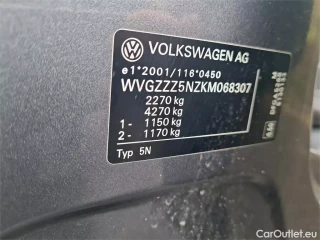 VOLKSWAGEN AG
e1*2001/116*0450
WVGZZZ5NZKM068307
2270 kg
4270 kg
1- 1150 kg
2- 1170 kg
Typ 5N
CarOutlet.eu